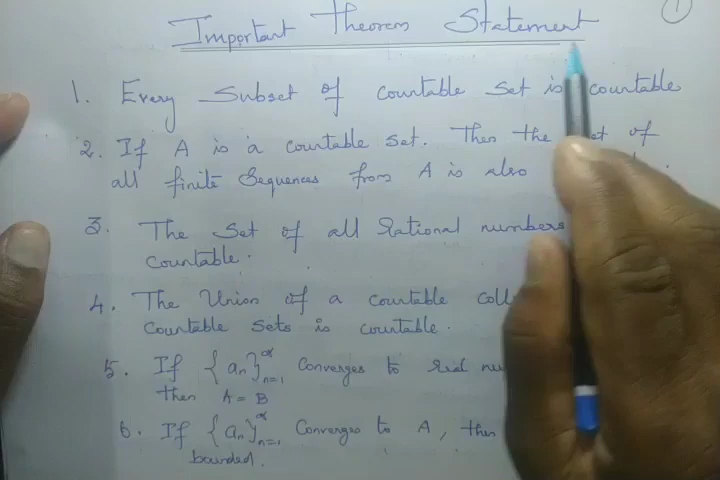 1
Important Theorem Statement
1. Every Subset of countable set is countable
2. If A is a countable set. Then the set of
all finite Sequences from A is also
3. The Set of all Rational numbers
countable.
4. The Union of a countable
countable sets is countable.
5. If {aₙ}ₙ₌₁^∞ Converges to real
then A = B
6. If {aₙ}ₙ₌₁^∞ Converges to A, then
bounded.